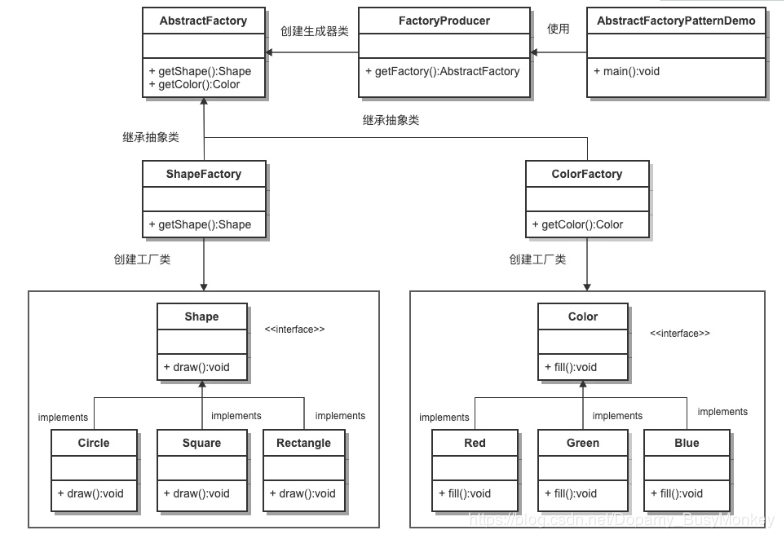 AbstractFactory
+ getShape():Shape
+ getColor():Color
创建生成器类
FactoryProducer
+ getFactory():AbstractFactory
使用
AbstractFactoryPatternDemo
+ main():void
继承抽象类
继承抽象类
ShapeFactory
+ getShape():Shape
ColorFactory
+ getColor():Color
创建工厂类
创建工厂类
Shape
<<interface>>
+ draw():void
implements
implements
implements
Circle
+ draw():void
Square
+ draw():void
Rectangle
+ draw():void
Color
<<interface>>
+ fill():void
implements
implements
implements
Red
+ fill():void
Green
+ fill():void
Blue
+ fill():void
https://blog.csdn.net/Dopamy_BusyMonkey